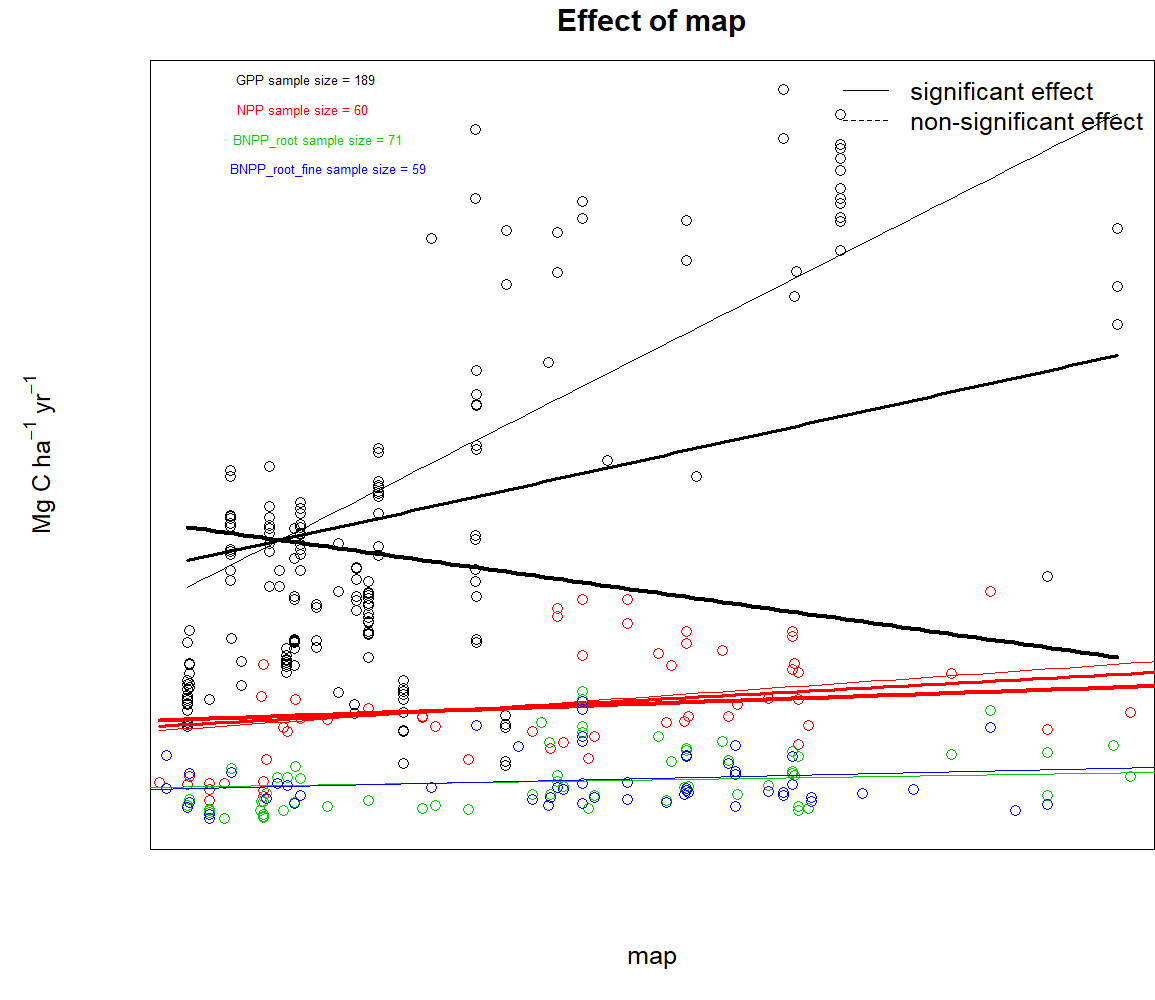 Effect of map
GPP sample size = 189
NPP sample size = 60
BNPP_root sample size = 71
BNPP_root_fine sample size = 59
significant effect
non-significant effect
Mg C ha⁻¹ yr⁻¹
map